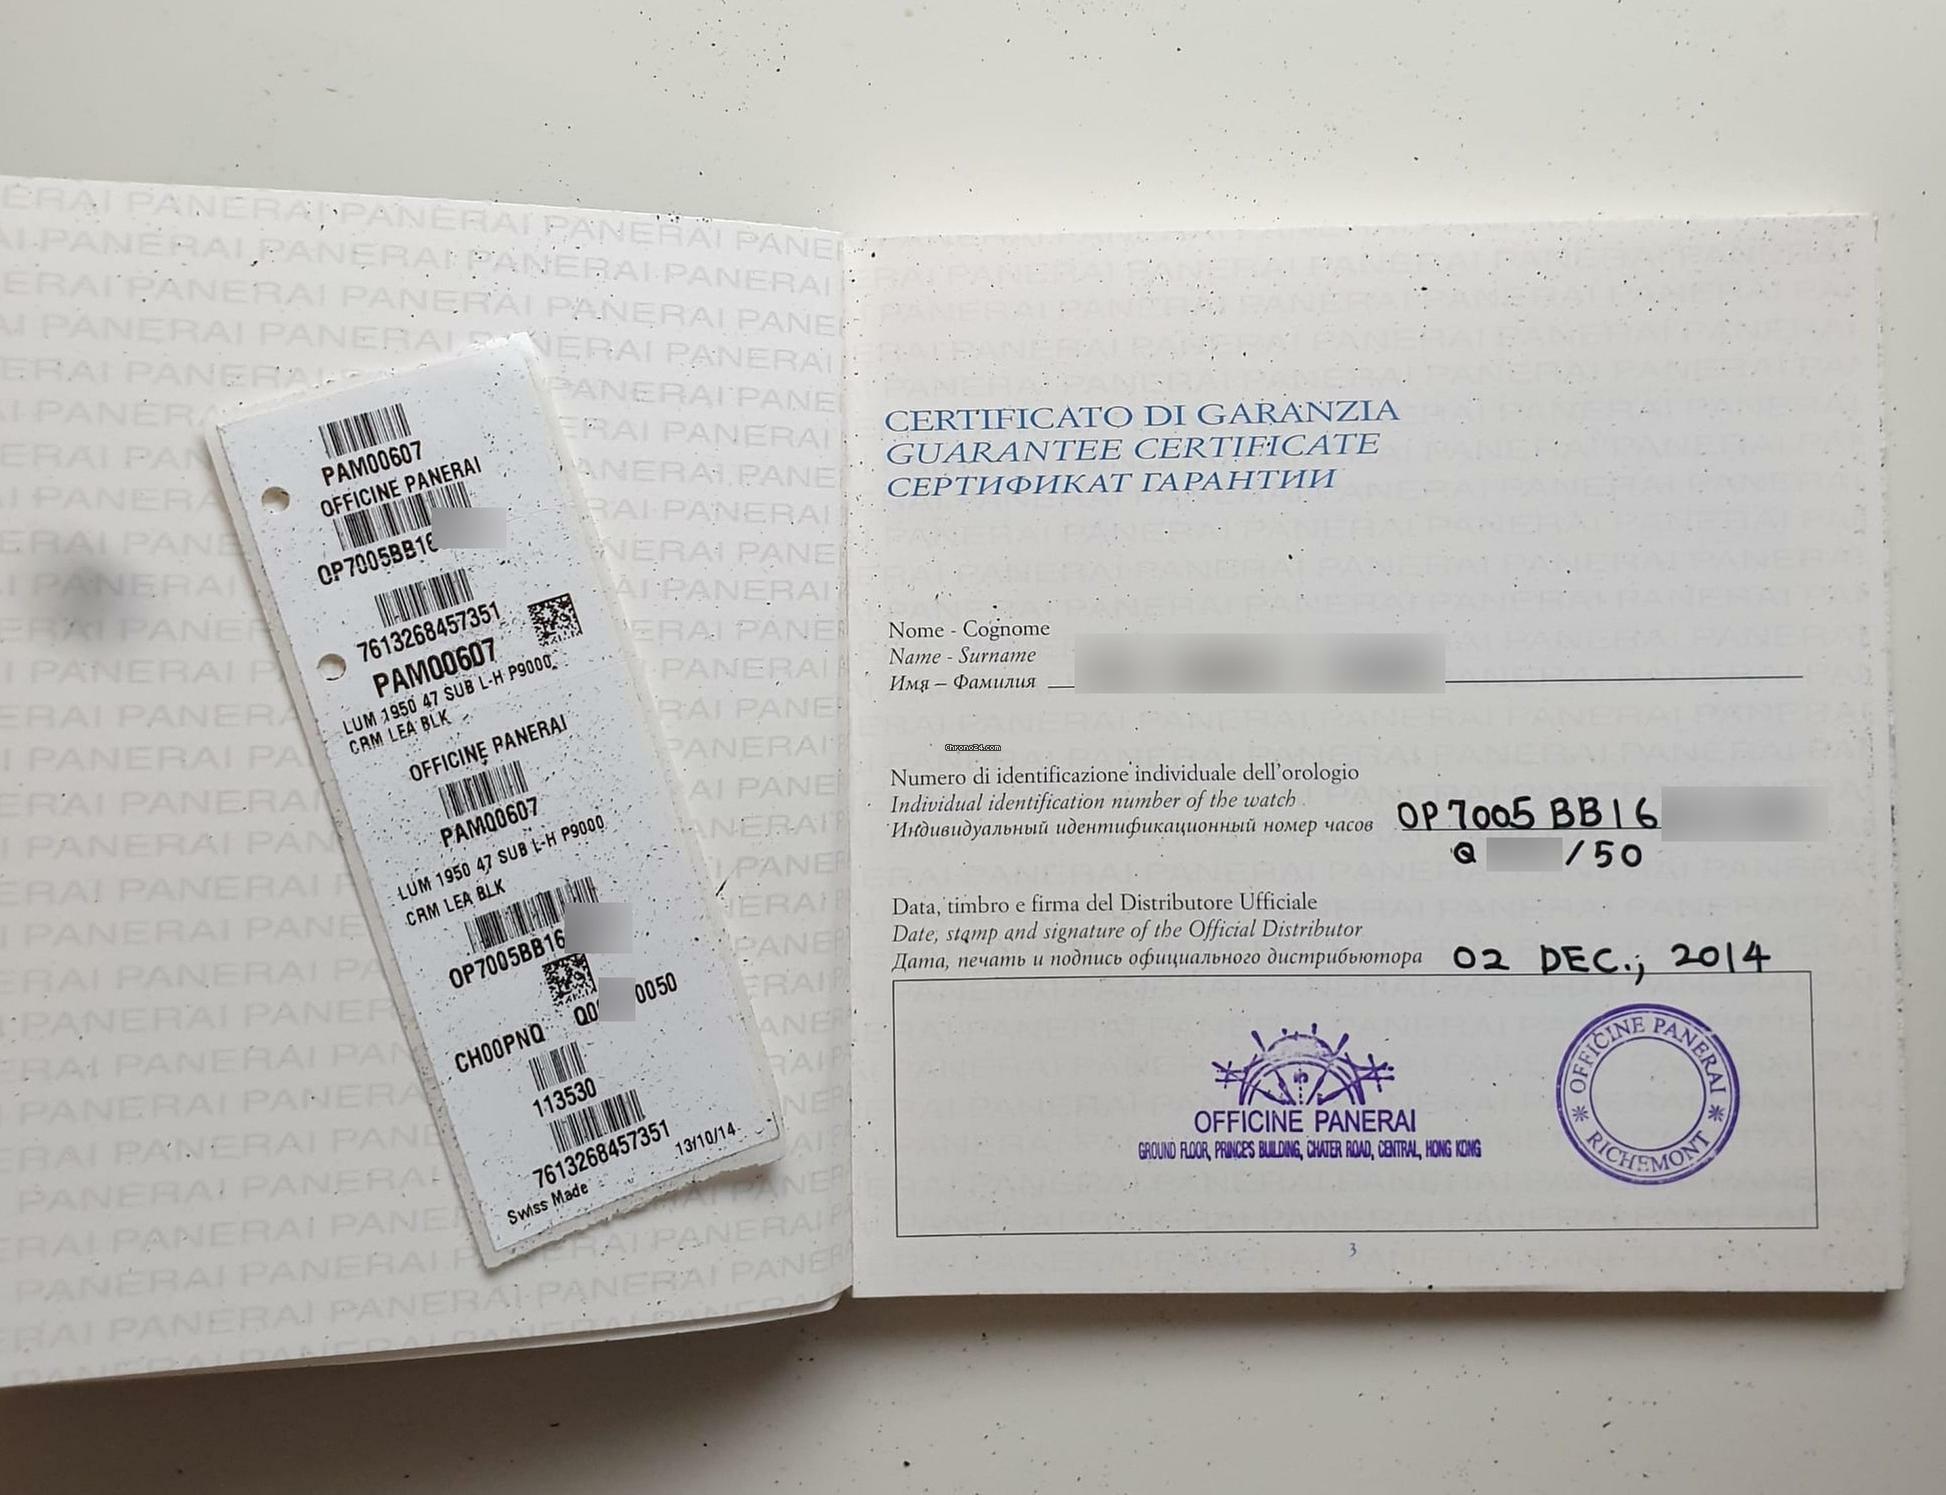 PAM00607
OFFICINE PANERAI
OP7005BB16
7613268457351
PAM00607
LUM 1950 47 SUB L-H P9000
CRM LEA BLK
OFFICINE PANERAI
PAM00607
LUM 1950 47 SUB L-H P9000
CRM LEA BLK
OP7005BB16
CH00PNQ Q0 0050
113530
7613268457351
Swiss Made 13/10/14
CERTIFICATO DI GARANZIA
GUARANTEE CERTIFICATE
СЕРТИФИКАТ ГАРАНТИИ
Nome - Cognome
Name - Surname
Имя – Фамилия
Chrono24.com
Numero di identificazione individuale dell'orologio
Individual identification number of the watch
Индивидуальный идентификационный номер часов OP7005 BB16
Q /50
Data, timbro e firma del Distributore Ufficiale
Date, stamp and signature of the Official Distributor
Дата, печать и подпись официального дистрибьютора 02 DEC., 2014
OFFICINE PANERAI
GROUND FLOOR, PRINCE'S BUILDING, CHATER ROAD, CENTRAL, HONG KONG
OFFICINE PANERAI
RICHEMONT
3